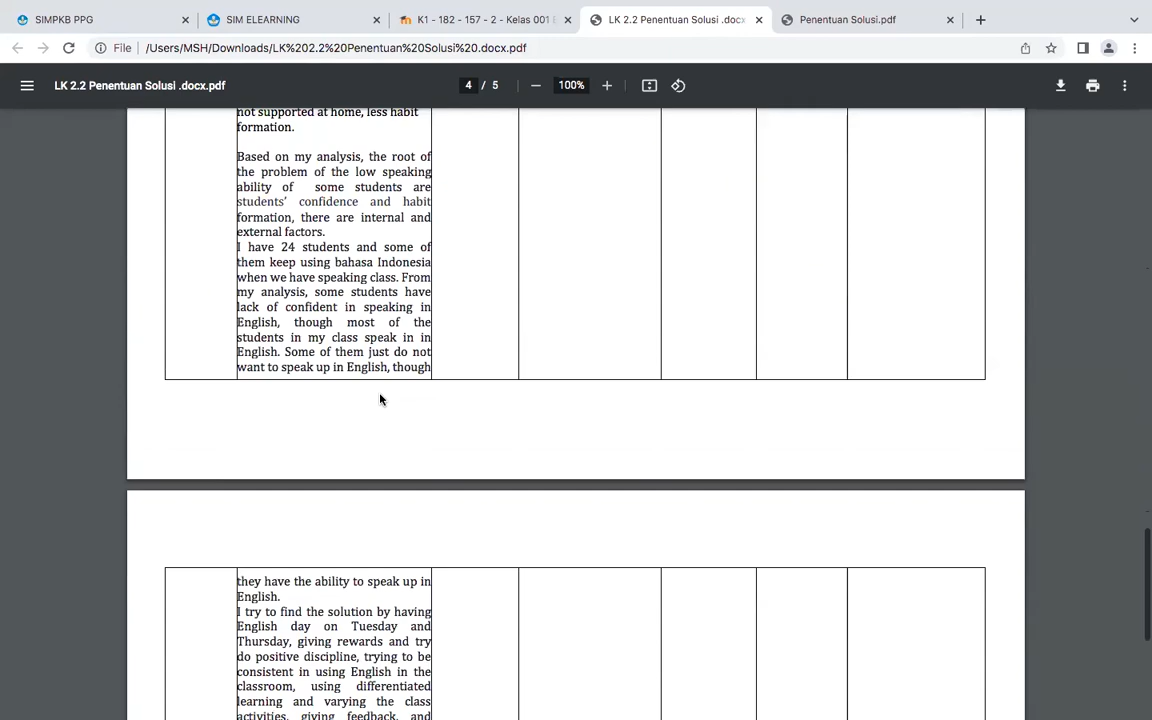 SIMPKB PPG
SIM ELEARNING
K1 - 182 - 157 - 2 - Kelas 001
LK 2.2 Penentuan Solusi .docx
Penentuan Solusi.pdf
File /Users/MSH/Downloads/LK%202.2%20Penentuan%20Solusi%20.docx.pdf
LK 2.2 Penentuan Solusi .docx.pdf
4 / 5
100%
not supported at home, less habit
formation.
Based on my analysis, the root of
the problem of the low speaking
ability of some students are
students’ confidence and habit
formation, there are internal and
external factors.
I have 24 students and some of
them keep using bahasa Indonesia
when we have speaking class. From
my analysis, some students have
lack of confident in speaking in
English, though most of the
students in my class speak in in
English. Some of them just do not
want to speak up in English, though
they have the ability to speak up in
English.
I try to find the solution by having
English day on Tuesday and
Thursday, giving rewards and try
do positive discipline, trying to be
consistent in using English in the
classroom, using differentiated
learning and varying the class
activities, giving feedback, and